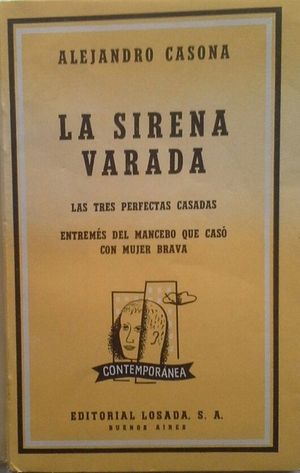 ALEJANDRO CASONA
LA SIRENA
VARADA
LAS TRES PERFECTAS CASADAS
ENTREMÉS DEL MANCEBO QUE CASÓ
CON MUJER BRAVA
CONTEMPORÁNEA
EDITORIAL LOSADA, S. A.
BUENOS AIRES